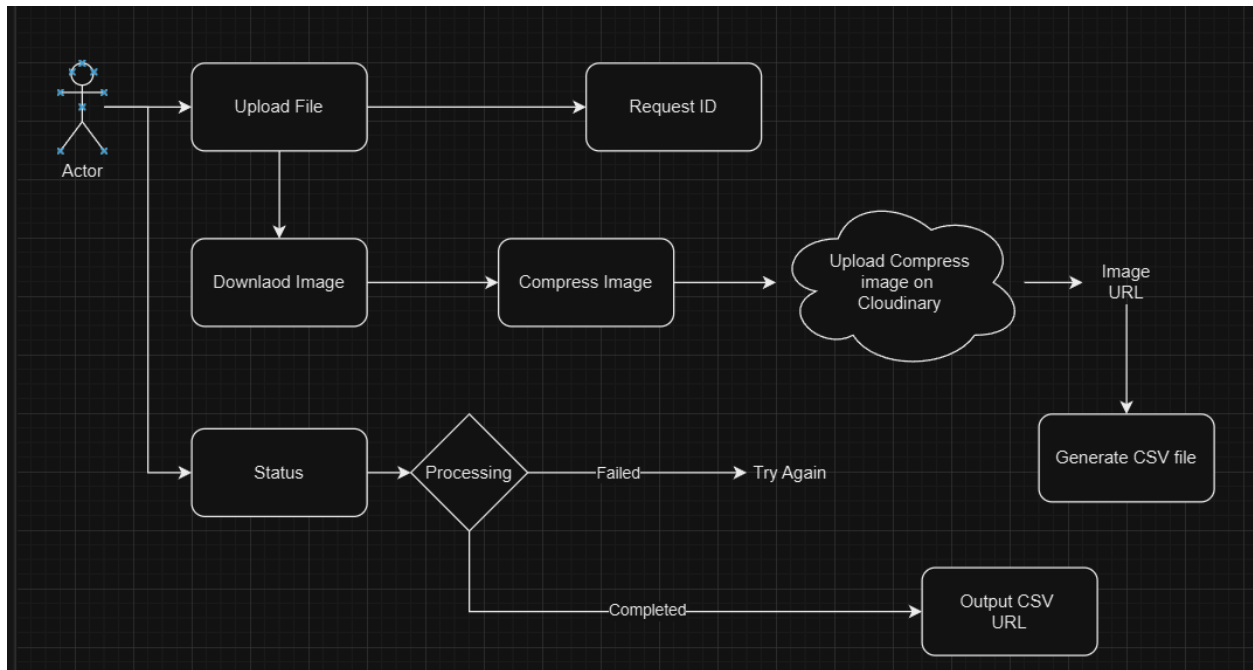 Upload File
Request ID
Actor
Downlaod Image
Compress Image
Upload Compress
image on
Cloudinary
Image
URL
Status
Processing
Failed
Try Again
Generate CSV file
Completed
Output CSV
URL